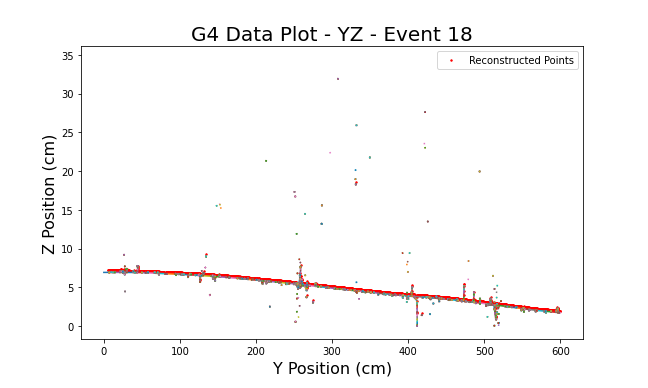 G4 Data Plot - YZ - Event 18
Reconstructed Points
35
30
25
20
15
10
5
0
Z Position (cm)
0 100 200 300 400 500 600
Y Position (cm)